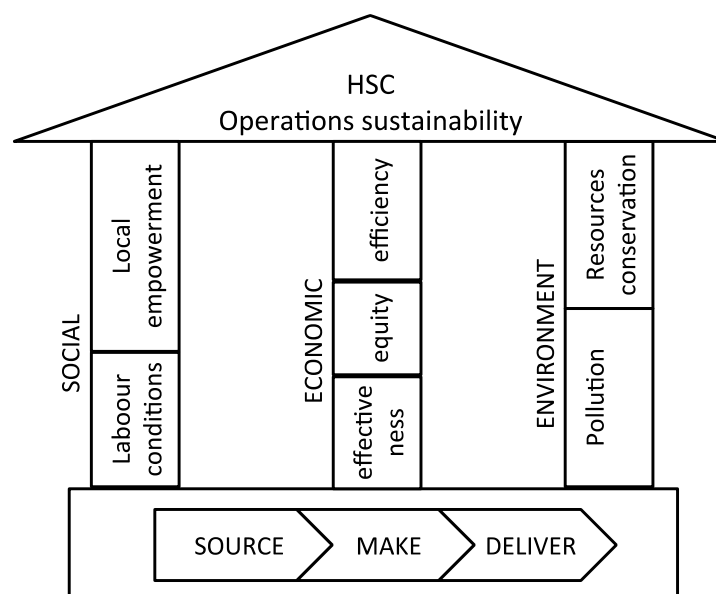 HSC
Operations sustainability
SOCIAL
Local
empowerment
Laboour
conditions
ECONOMIC
efficiency
equity
effective
ness
ENVIRONMENT
Resources
conservation
Pollution
SOURCE
MAKE
DELIVER